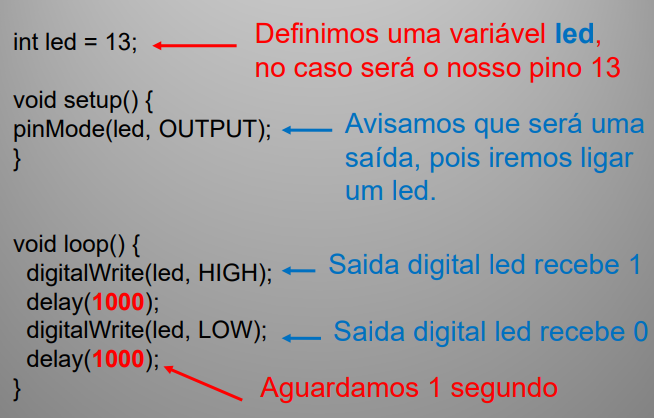 int led = 13;
Definimos uma variável led,
no caso será o nosso pino 13
void setup() {
pinMode(led, OUTPUT);
}
Avisamos que será uma
saída, pois iremos ligar
um led.
void loop() {
digitalWrite(led, HIGH);
Saida digital led recebe 1
delay(1000);
digitalWrite(led, LOW);
Saida digital led recebe 0
delay(1000);
Aguardamos 1 segundo
}